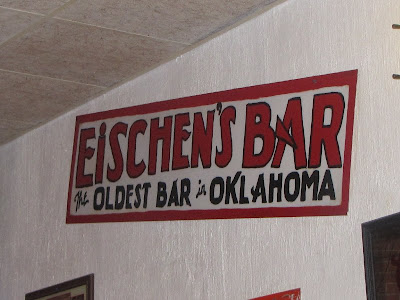 EiSCHEN'S BAR
The OLDEST BAR in OKLAHOMA